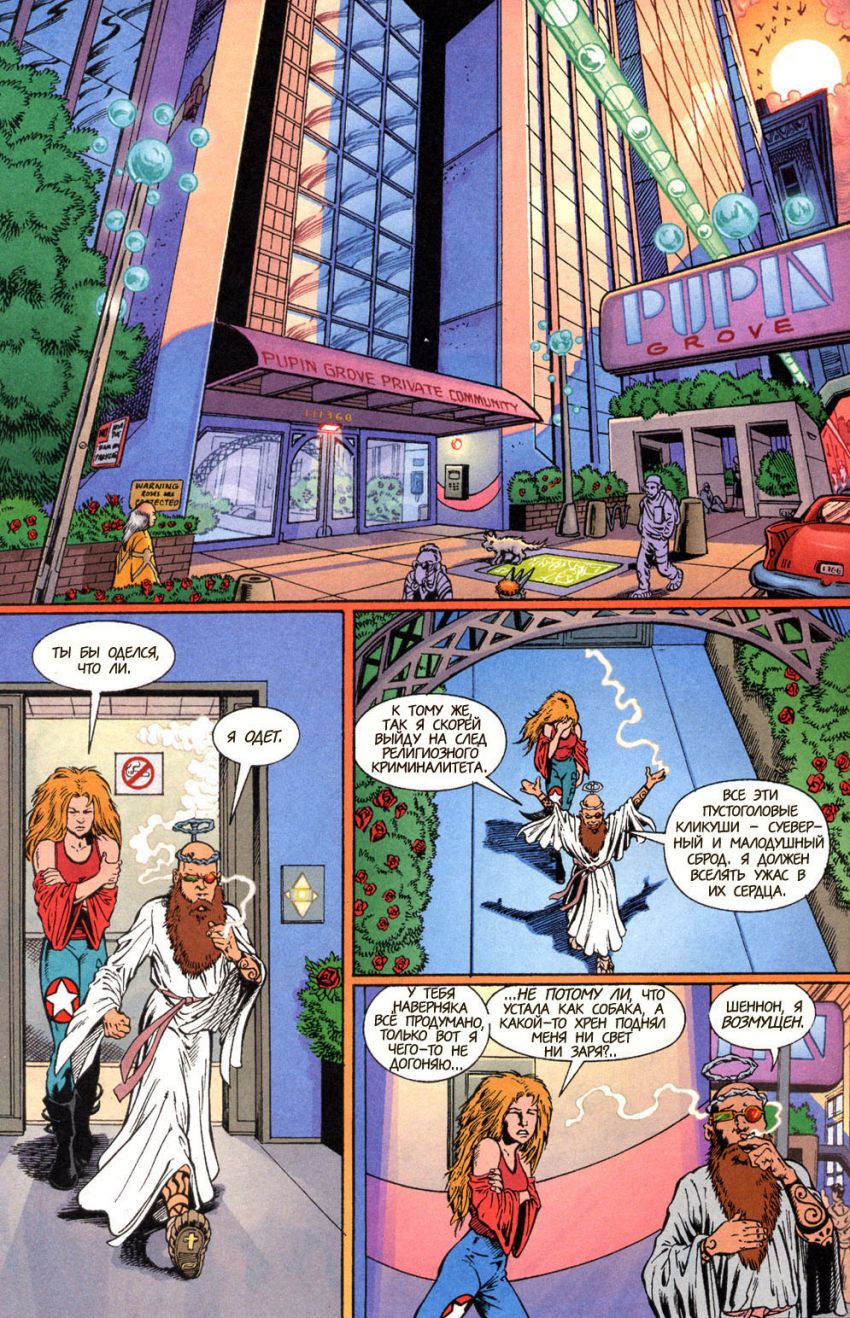 PUPIN
GROVE
PUPIN GROVE PRIVATE COMMUNITY
111368
WARNING
ROSES ARE
PROTECTED
ТЫ БЫ ОДЕЛСЯ,
ЧТО ЛИ.
Я ОДЕТ.
К ТОМУ ЖЕ,
ТАК Я СКОРЕЙ
ВЫЙДУ НА СЛЕД
РЕЛИГИОЗНОГО
КРИМИНАЛИТЕТА.
ВСЕ ЭТИ
ПУСТОГОЛОВЫЕ
КЛИКУШИ – СУЕВЕР–
НЫЙ И МАЛОДУШНЫЙ
СБРОД. Я ДОЛЖЕН
ВСЕЛЯТЬ УЖАС В
ИХ СЕРДЦА.
У ТЕБЯ
НАВЕРНЯКА
ВСЁ ПРОДУМАНО,
ТОЛЬКО ВОТ Я
ЧЕГО–ТО НЕ
ДОГОНЯЮ...
...НЕ ПОТОМУ ЛИ, ЧТО
УСТАЛА КАК СОБАКА, А
КАКОЙ–ТО ХРЕН ПОДНЯЛ
МЕНЯ НИ СВЕТ
НИ ЗАРЯ?..
ШЕННОН, Я
ВОЗМУЩЕН.